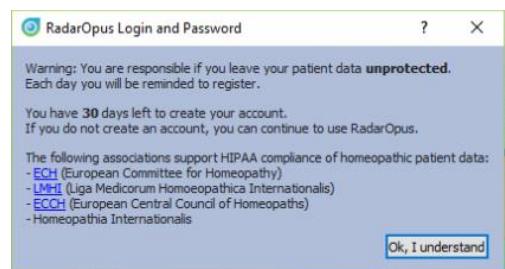 RadarOpus Login and Password
Warning: You are responsible if you leave your patient data unprotected.
Each day you will be reminded to register.
You have 30 days left to create your account.
If you do not create an account, you can continue to use RadarOpus.
The following associations support HIPAA compliance of homeopathic patient data:
- ECH (European Committee for Homeopathy)
- LMHI (Liga Medicorum Homoeopathica Internationalis)
- ECCH (European Central Council of Homeopaths)
- Homeopathia Internationalis
Ok, I understand